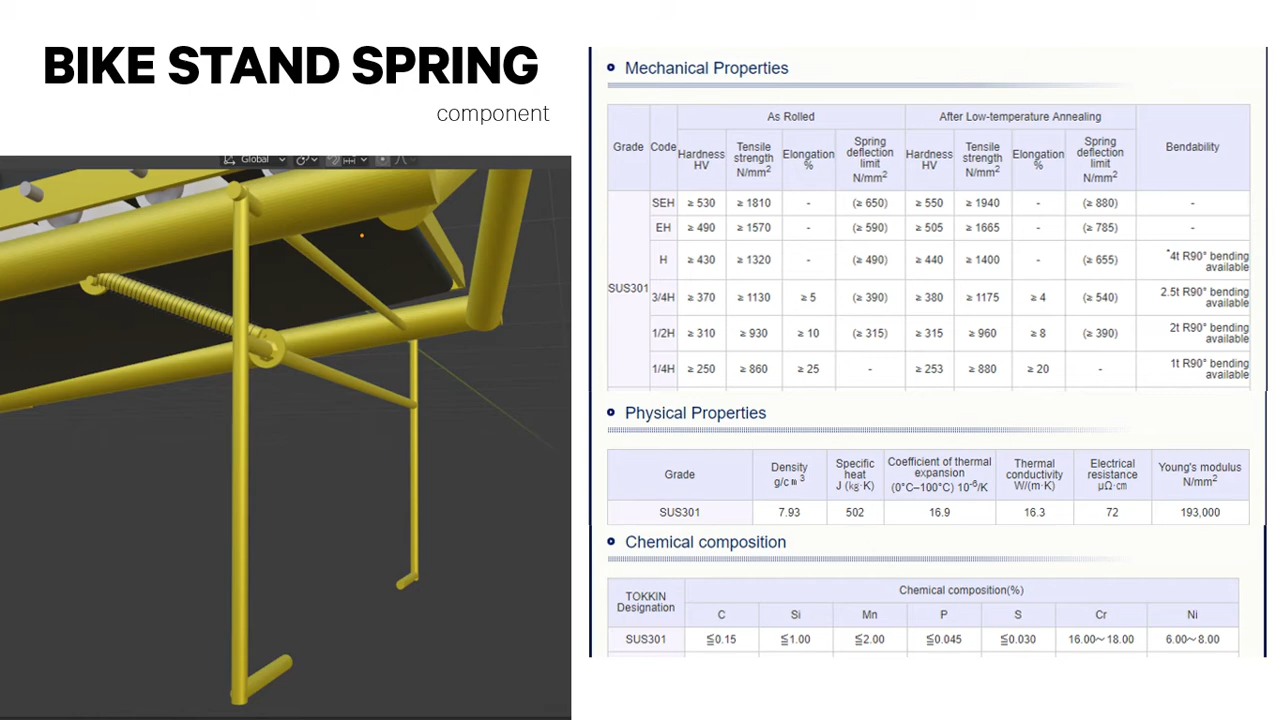 BIKE STAND SPRING
component
Global
Mechanical Properties
Grade Code As Rolled After Low-temperature Annealing Bendability
Hardness HV Tensile strength N/mm² Elongation % Spring deflection limit N/mm² Hardness HV Tensile strength N/mm² Elongation % Spring deflection limit N/mm²
SUS301
SEH ≥ 530 ≥ 1810 - (≥ 650) ≥ 550 ≥ 1940 - (≥ 880) -
EH ≥ 490 ≥ 1570 - (≥ 590) ≥ 505 ≥ 1665 - (≥ 785) -
H ≥ 430 ≥ 1320 - (≥ 490) ≥ 440 ≥ 1400 - (≥ 655) *4t R90° bending available
3/4H ≥ 370 ≥ 1130 ≥ 5 (≥ 390) ≥ 380 ≥ 1175 ≥ 4 (≥ 540) 2.5t R90° bending available
1/2H ≥ 310 ≥ 930 ≥ 10 (≥ 315) ≥ 315 ≥ 960 ≥ 8 (≥ 390) 2t R90° bending available
1/4H ≥ 250 ≥ 860 ≥ 25 - ≥ 253 ≥ 880 ≥ 20 - 1t R90° bending available
Physical Properties
Grade Density g/cm³ Specific heat J (kg·K) Coefficient of thermal expansion (0°C–100°C) 10⁻⁶/K Thermal conductivity W/(m·K) Electrical resistance μΩ·cm Young's modulus N/mm²
SUS301 7.93 502 16.9 16.3 72 193,000
Chemical composition
TOKKIN Designation Chemical composition(%)
C Si Mn P S Cr Ni
SUS301 ≦0.15 ≦1.00 ≦2.00 ≦0.045 ≦0.030 16.00～18.00 6.00～8.00